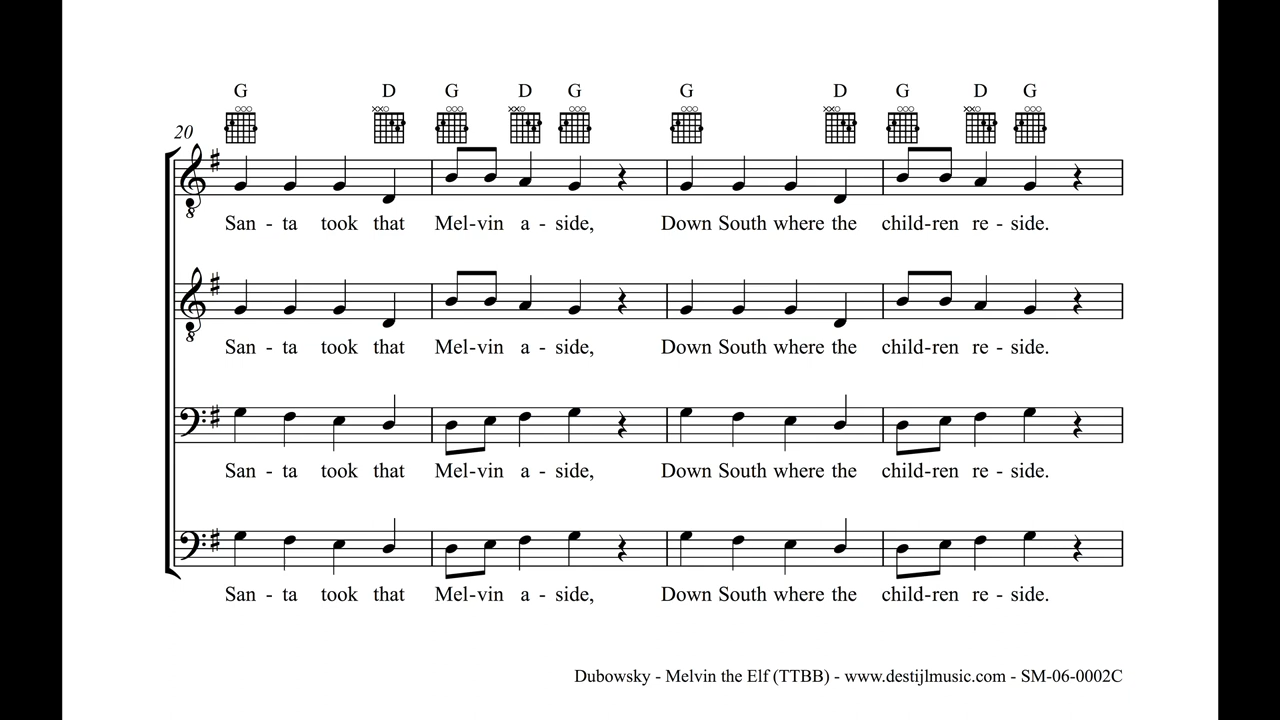 G D G D G G D G D G
20
San - ta took that Mel-vin a - side, Down South where the child-ren re - side.
San - ta took that Mel-vin a - side, Down South where the child-ren re - side.
San - ta took that Mel-vin a - side, Down South where the child-ren re - side.
San - ta took that Mel-vin a - side, Down South where the child-ren re - side.
Dubowsky - Melvin the Elf (TTBB) - www.destijlmusic.com - SM-06-0002C